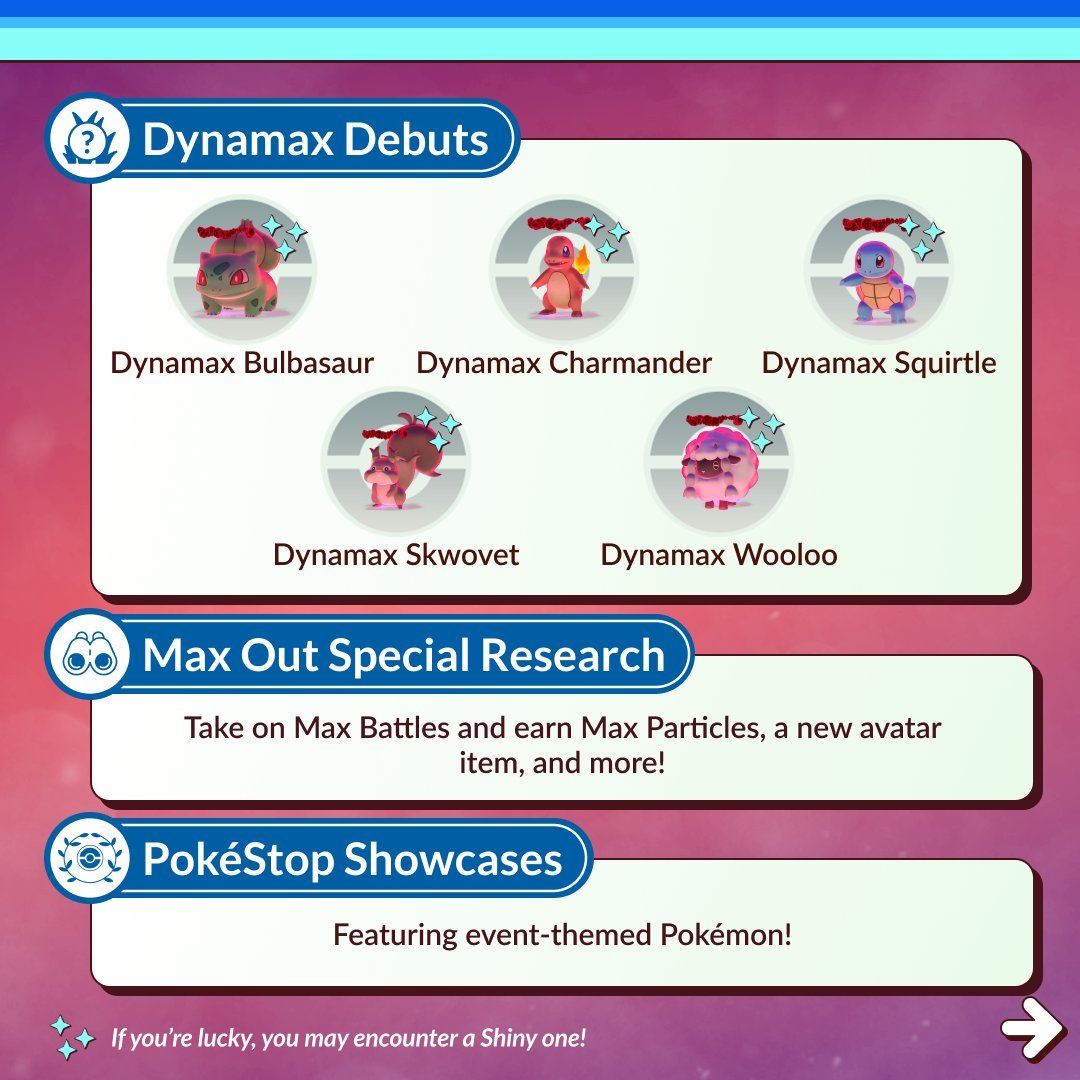 Dynamax Debuts
Dynamax Bulbasaur
Dynamax Charmander
Dynamax Squirtle
Dynamax Skwovet
Dynamax Wooloo
Max Out Special Research
Take on Max Battles and earn Max Particles, a new avatar
item, and more!
PokéStop Showcases
Featuring event-themed Pokémon!
If you're lucky, you may encounter a Shiny one!